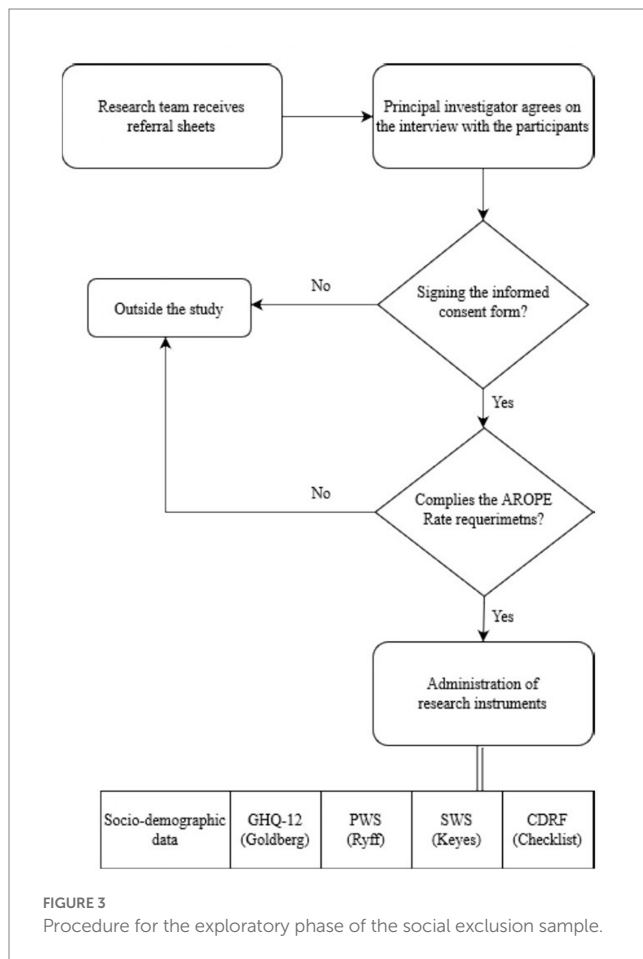 Research team receives
referral sheets
Principal investigator agrees on
the interview with the participants
No
Signing the informed
consent form?
Outside the study
Yes
No
Complies the AROPE
Rate requerimetns?
Yes
Administration of
research instruments
Socio-demographic
data
GHQ-12
(Goldberg)
PWS
(Ryff)
SWS
(Keyes)
CDRF
(Checklist)
FIGURE 3
Procedure for the exploratory phase of the social exclusion sample.